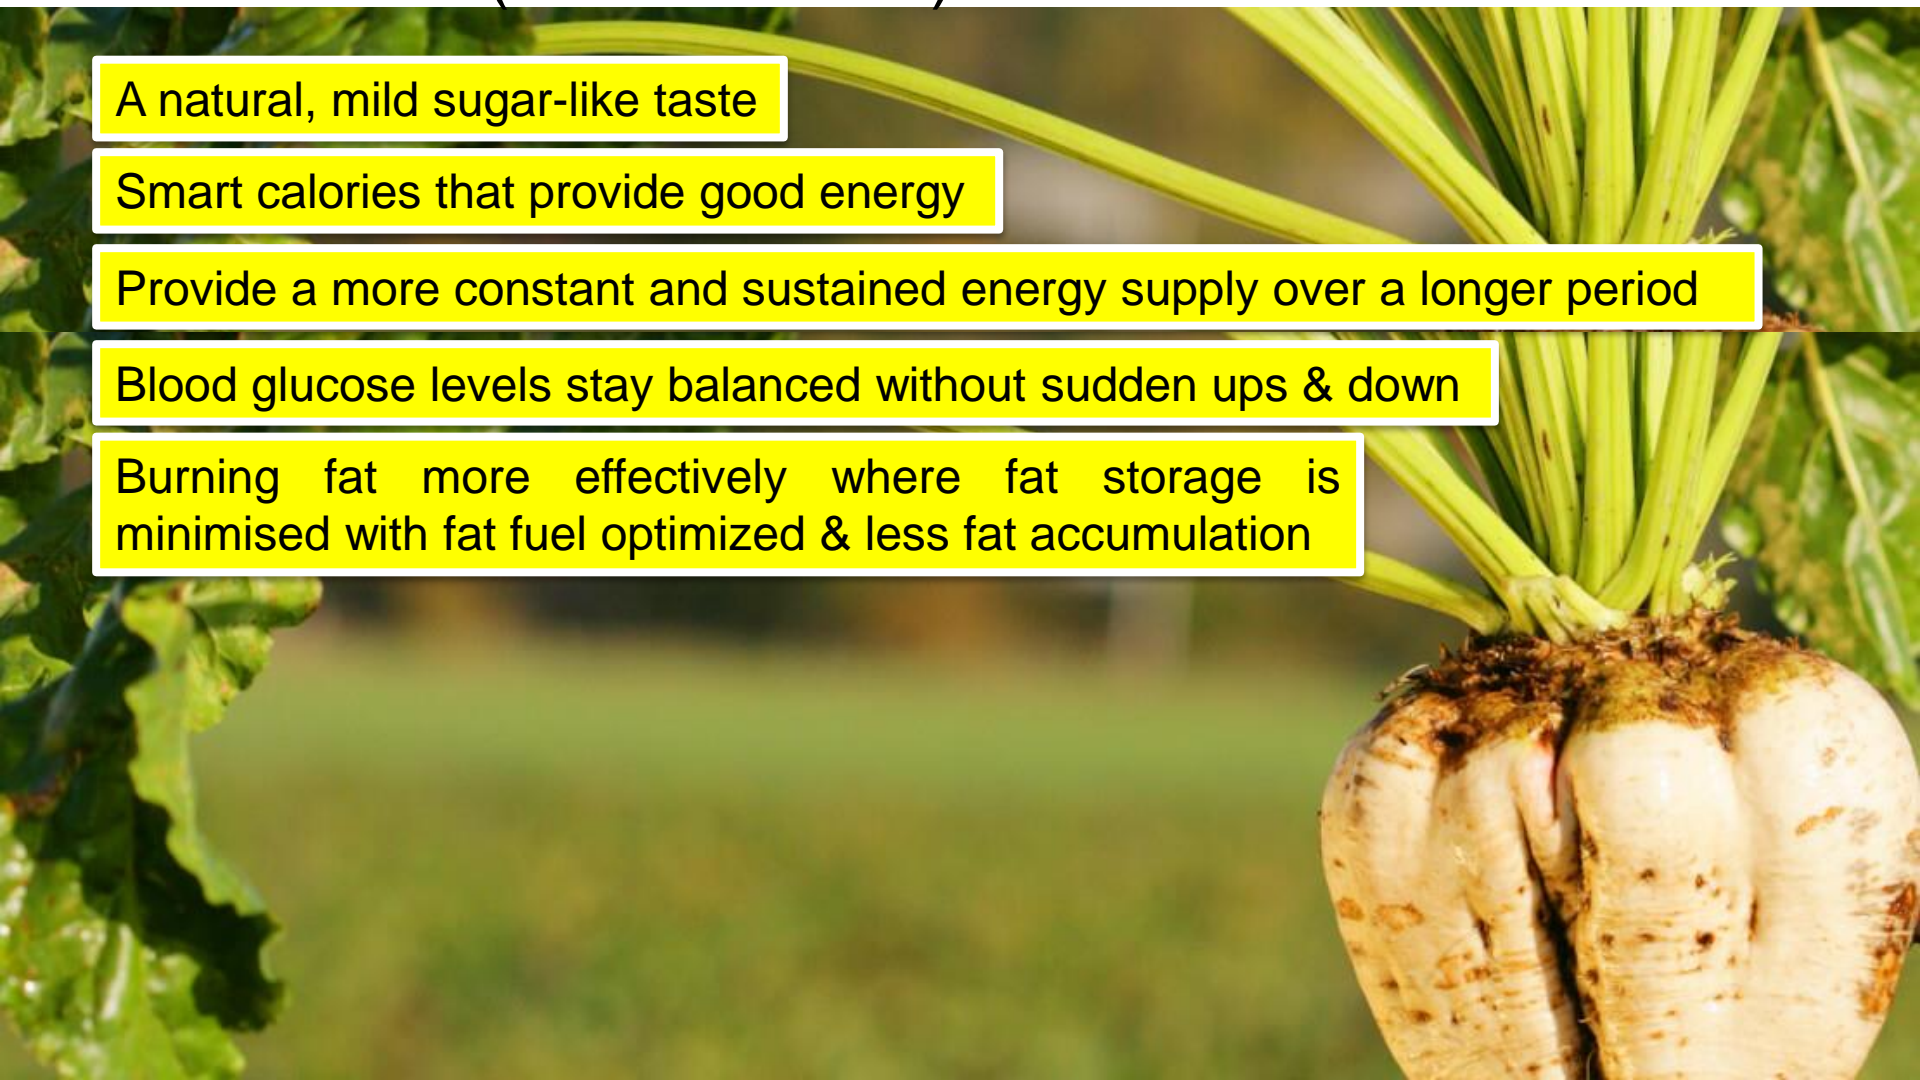 A natural, mild sugar-like taste
Smart calories that provide good energy
Provide a more constant and sustained energy supply over a longer period
Blood glucose levels stay balanced without sudden ups & down
Burning fat more effectively where fat storage is
minimised with fat fuel optimized & less fat accumulation